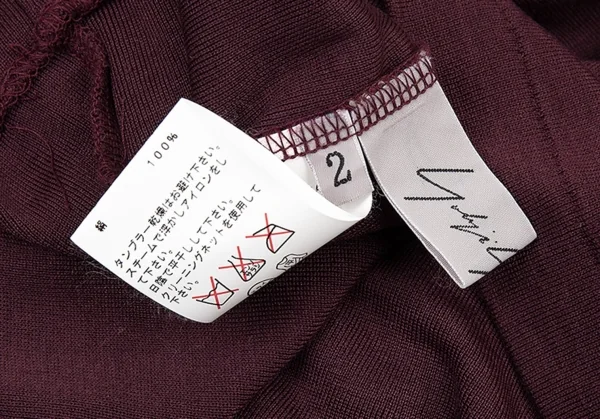 100%
タンブラー乾燥はお避け下さい。
スチームで浮かしアイロンをし
て下さい。
日陰で平干しして下さい。
クリーニングネットを使用して
下さい。
2